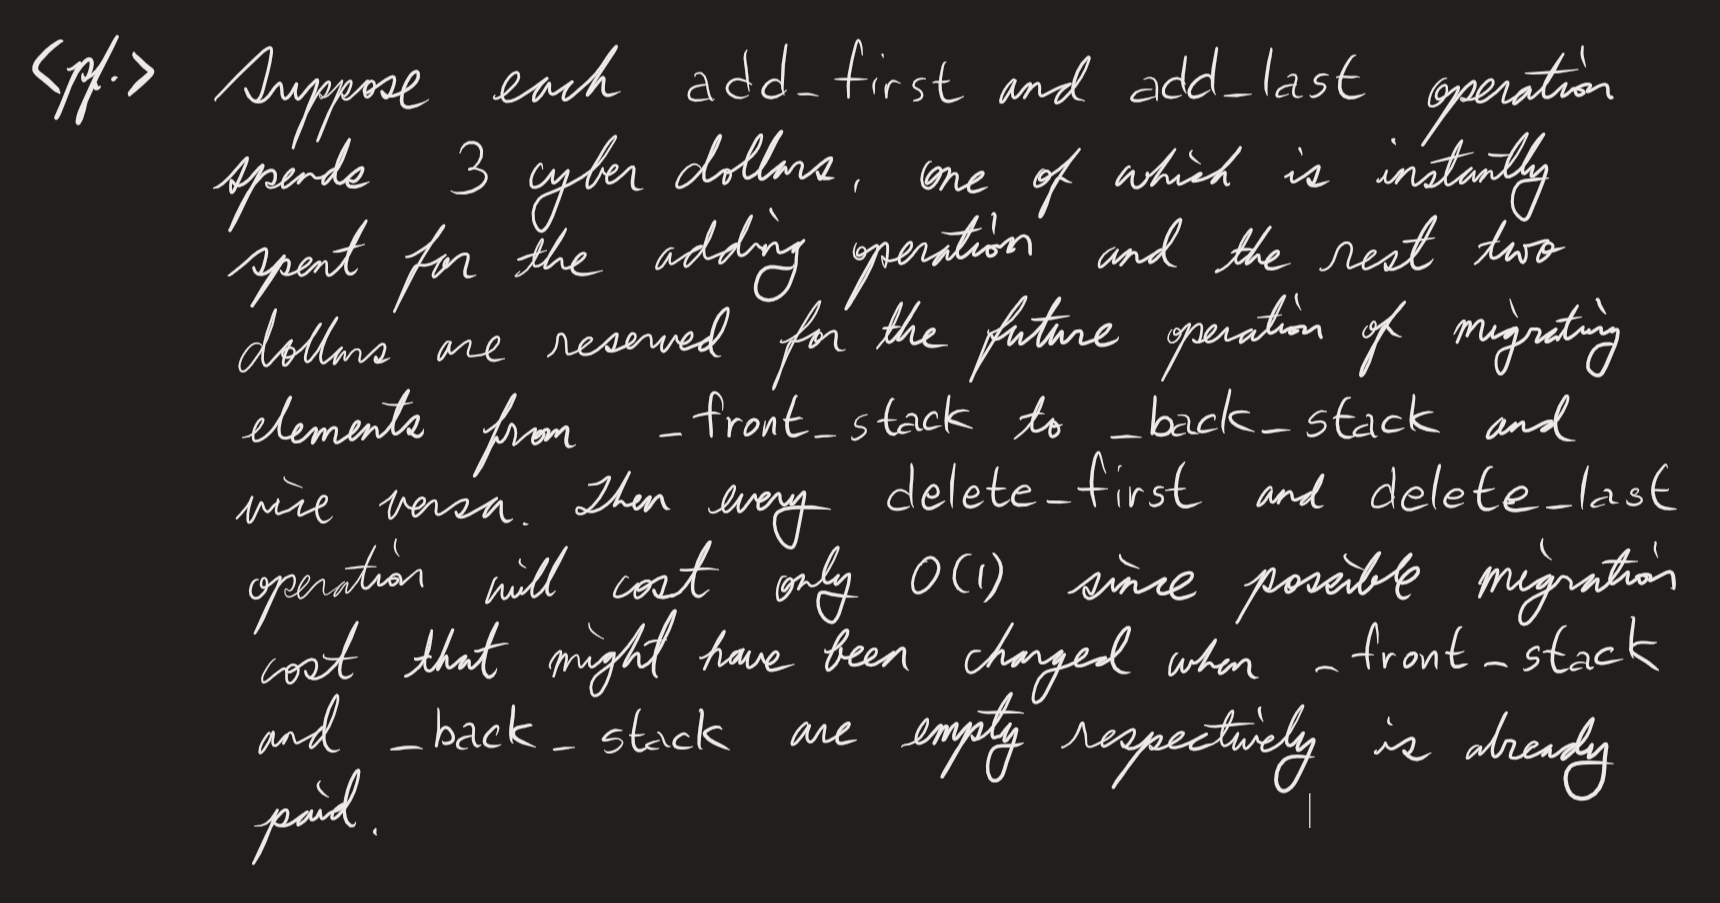 <pf.> Suppose each add_first and add_last operation
spends 3 cyber dollars, one of which is instantly
spent for the adding operation and the rest two
dollars are reserved for the future operation of migrating
elements from _front_stack to _back_stack and
vice versa. Then every delete_first and delete_last
operation will cost only O(1) since possible migration
cost that might have been charged when _front_stack
and _back_stack are empty respectively is already
paid.